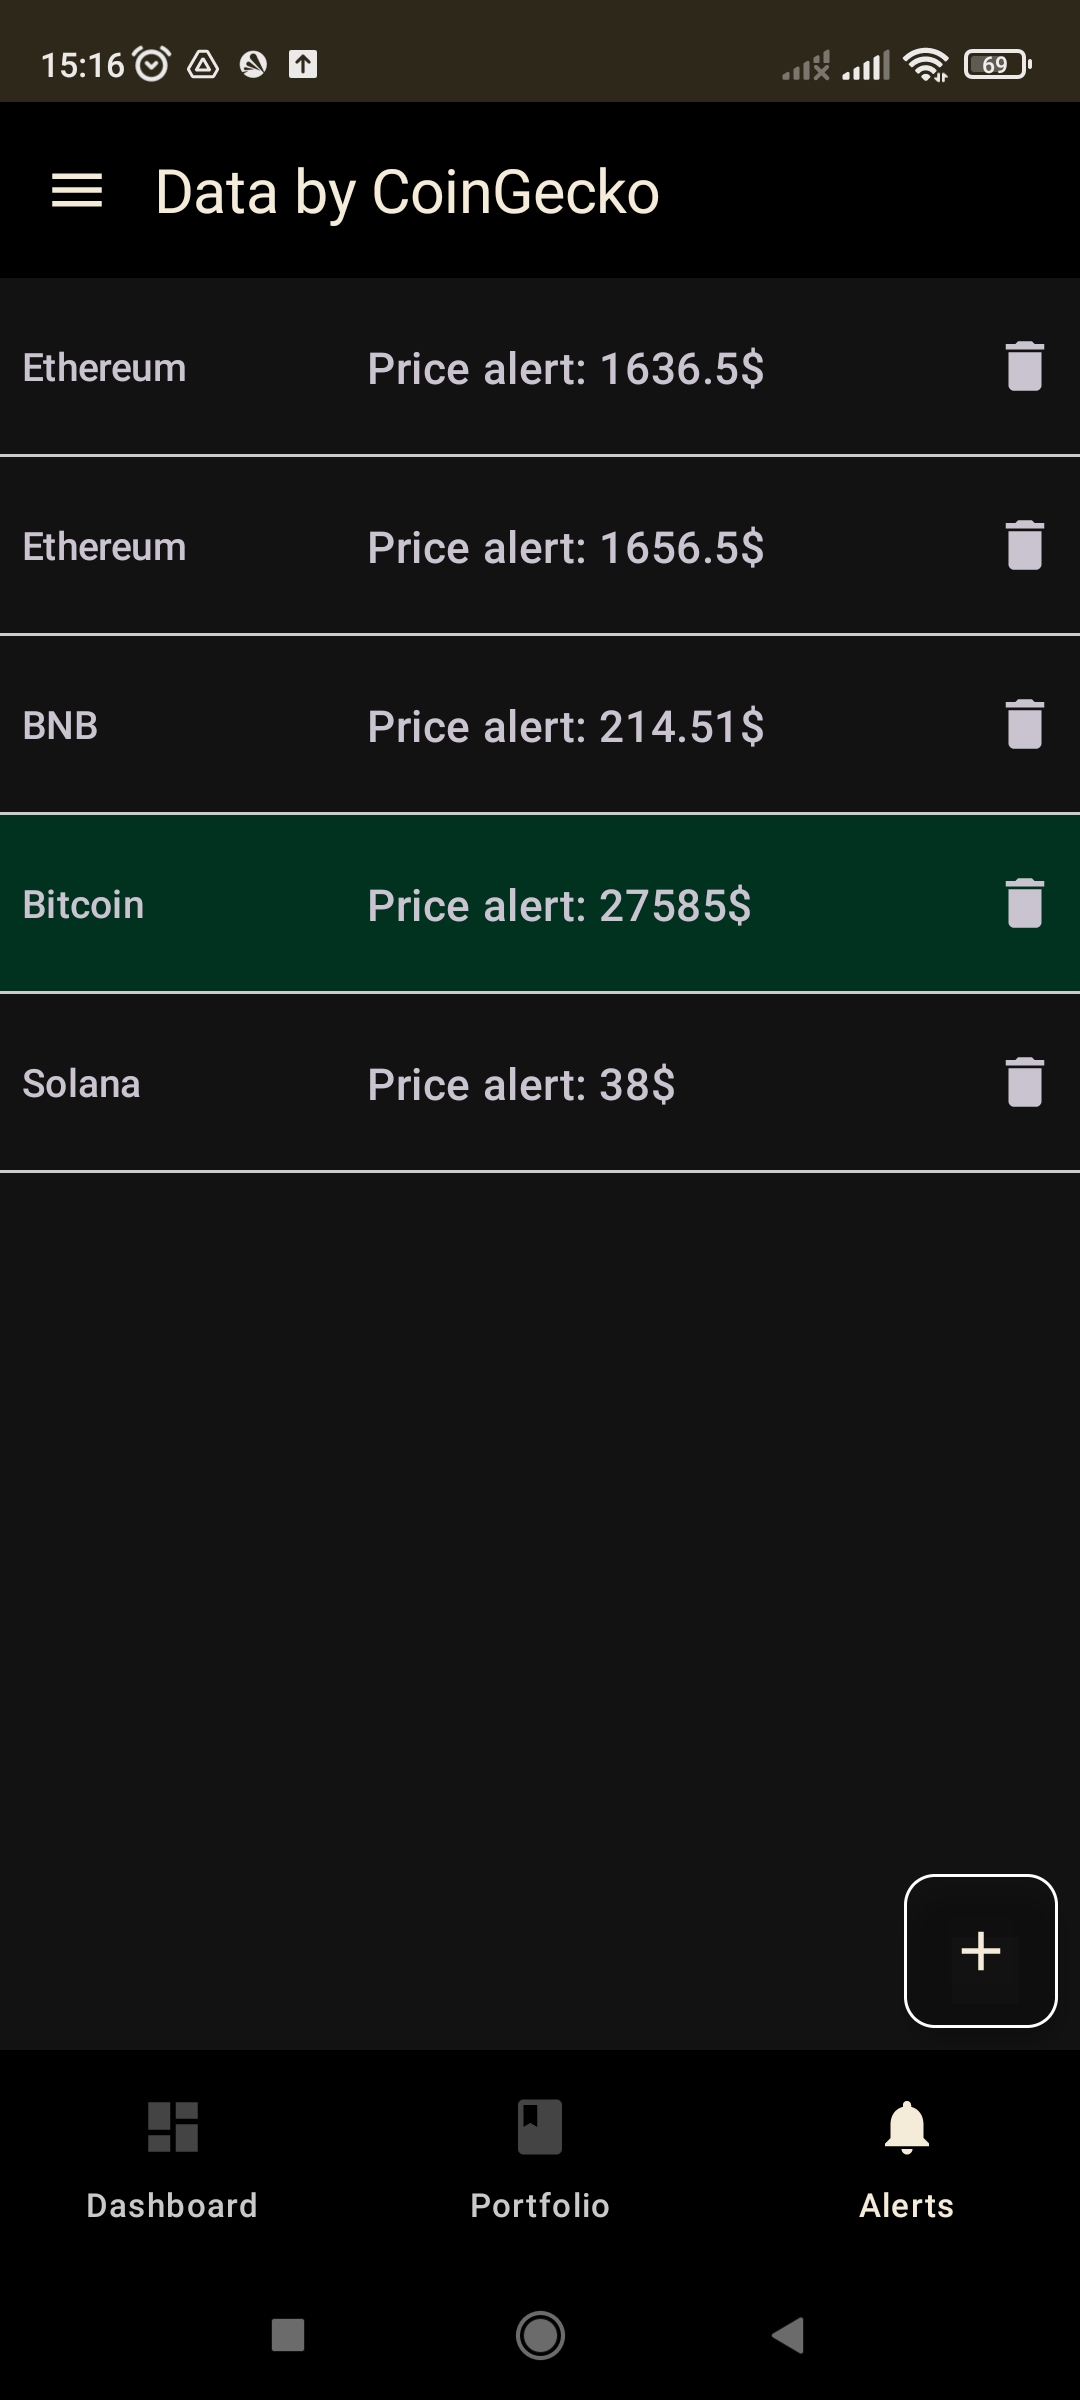 15:16
69
Data by CoinGecko
Ethereum Price alert: 1636.5$
Ethereum Price alert: 1656.5$
BNB Price alert: 214.51$
Bitcoin Price alert: 27585$
Solana Price alert: 38$
Dashboard Portfolio Alerts